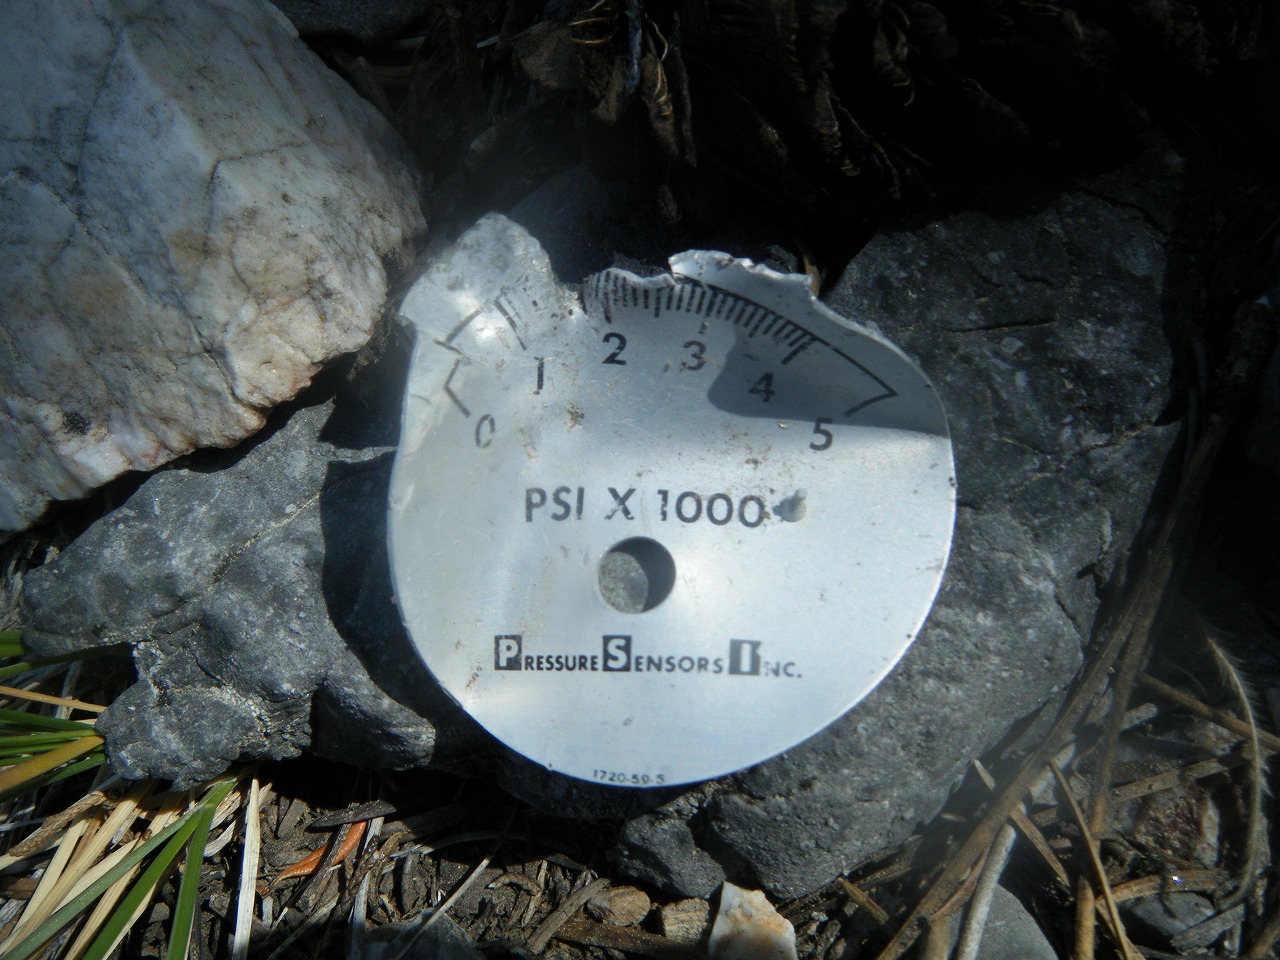 0 1 2 3 4 5
PSI X 1000
PRESSURE SENSORS INC.
1720-59-5